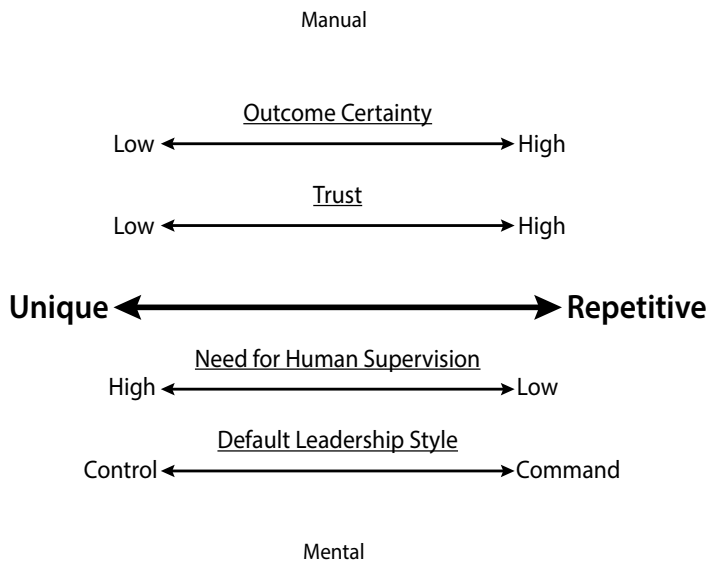 Manual
Outcome Certainty
Low High
Trust
Low High
Unique Repetitive
Need for Human Supervision
High Low
Default Leadership Style
Control Command
Mental